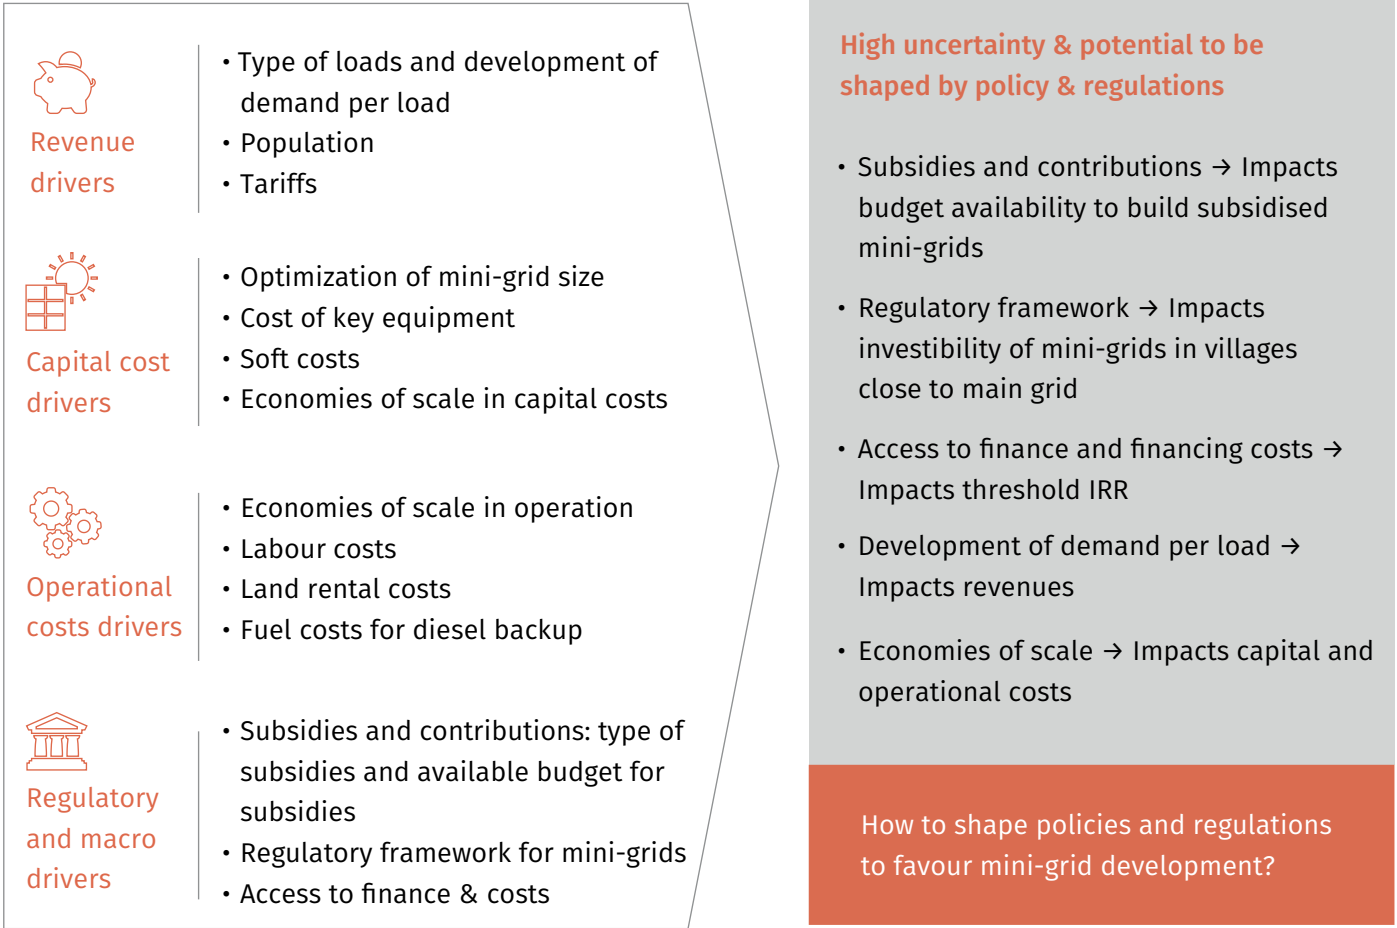 Revenue
drivers
• Type of loads and development of
demand per load
• Population
• Tariffs
Capital cost
drivers
• Optimization of mini-grid size
• Cost of key equipment
• Soft costs
• Economies of scale in capital costs
Operational
costs drivers
• Economies of scale in operation
• Labour costs
• Land rental costs
• Fuel costs for diesel backup
Regulatory
and macro
drivers
• Subsidies and contributions: type of
subsidies and available budget for
subsidies
• Regulatory framework for mini-grids
• Access to finance & costs
High uncertainty & potential to be
shaped by policy & regulations
• Subsidies and contributions → Impacts
budget availability to build subsidised
mini-grids
• Regulatory framework → Impacts
investibility of mini-grids in villages
close to main grid
• Access to finance and financing costs →
Impacts threshold IRR
• Development of demand per load →
Impacts revenues
• Economies of scale → Impacts capital and
operational costs
How to shape policies and regulations
to favour mini-grid development?